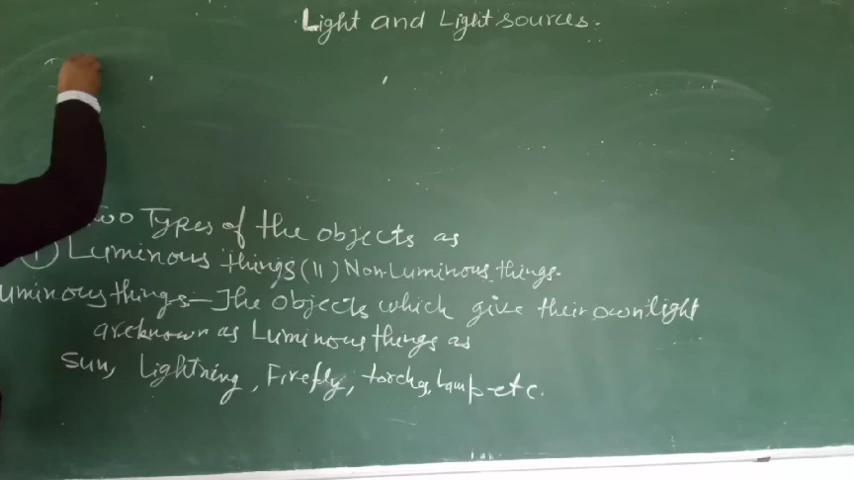 Light and Light sources.
Two Types of the objects as
(I) Luminous things (II) Non-Luminous things.
Luminous things - The objects which give their own light
are known as Luminous things as
Sun, Lightning, Firefly, torch, Lamp etc.